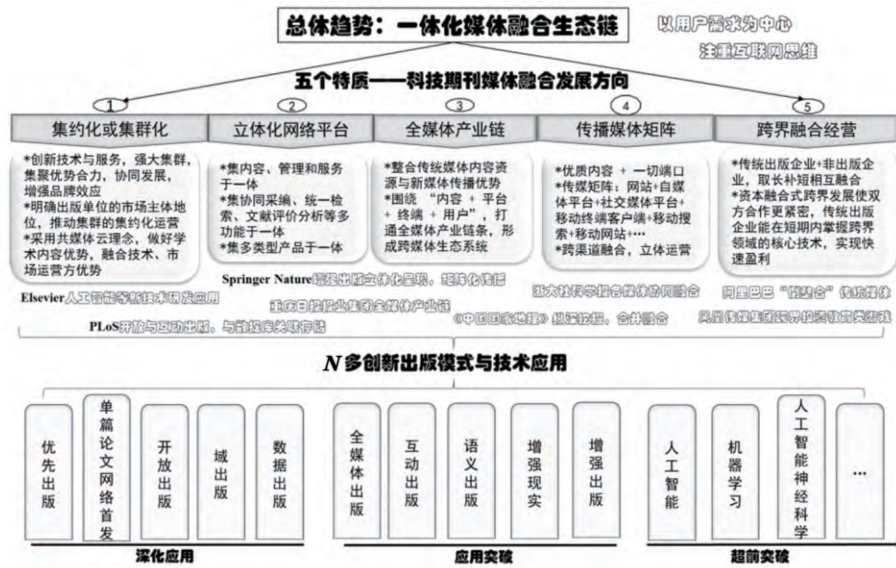 总体趋势：一体化媒体融合生态链
以用户需求为中心
注重互联网思维
五个特质——科技期刊媒体融合发展方向
1
集约化或集群化
*创新技术与服务，强大集群，
集聚优势合力，协同发展，
增强品牌效应
*明确出版单位的市场主体地
位，推动集群的集约化运营
*采用共媒体云理念，做好学
术内容优势，融合技术、市
场运营方优势
2
立体化网络平台
*集内容、管理和服务
于一体
*集协同采编、统一检
索、文献评价分析等多
功能于一体
*集多类型产品于一体
3
全媒体产业链
*整合传统媒体内容资
源与新媒体传播优势
*围绕 “内容 + 平台
+ 终端 + 用户”，打
通全媒体产业链条，形
成跨媒体生态系统
4
传播媒体矩阵
*优质内容 + 一切端口
*传媒矩阵：网站+自媒
体平台+社交媒体平台+
移动终端客户端+移动搜
索+移动网站+…
*跨渠道融合，立体运营
5
跨界融合经营
*传统出版企业+非出版企
业，取长补短相互融合
*资本融合式跨界发展使双
方合作更紧密，传统出版
企业能在短期内掌握跨界
领域的核心技术，实现快
速盈利
Elsevier人工智能等新技术研发应用
Springer Nature增强出版立体化呈现，矩阵化传播
PLoS开放与互动出版，与数据库关联存储
重庆日报报业集团全媒体产业链
浙大社科学报各媒体协同融合
《中国国家地理》纵深挖掘，合并融合
阿里巴巴“倒整合”传统媒体
凤凰传媒集团跨界投资教育类游戏
N多创新出版模式与技术应用
优先出版
单篇论文网络首发
开放出版
域出版
数据出版
全媒体出版
互动出版
语义出版
增强现实
增强出版
人工智能
机器学习
人工智能神经科学
…
深化应用
应用突破
超前突破